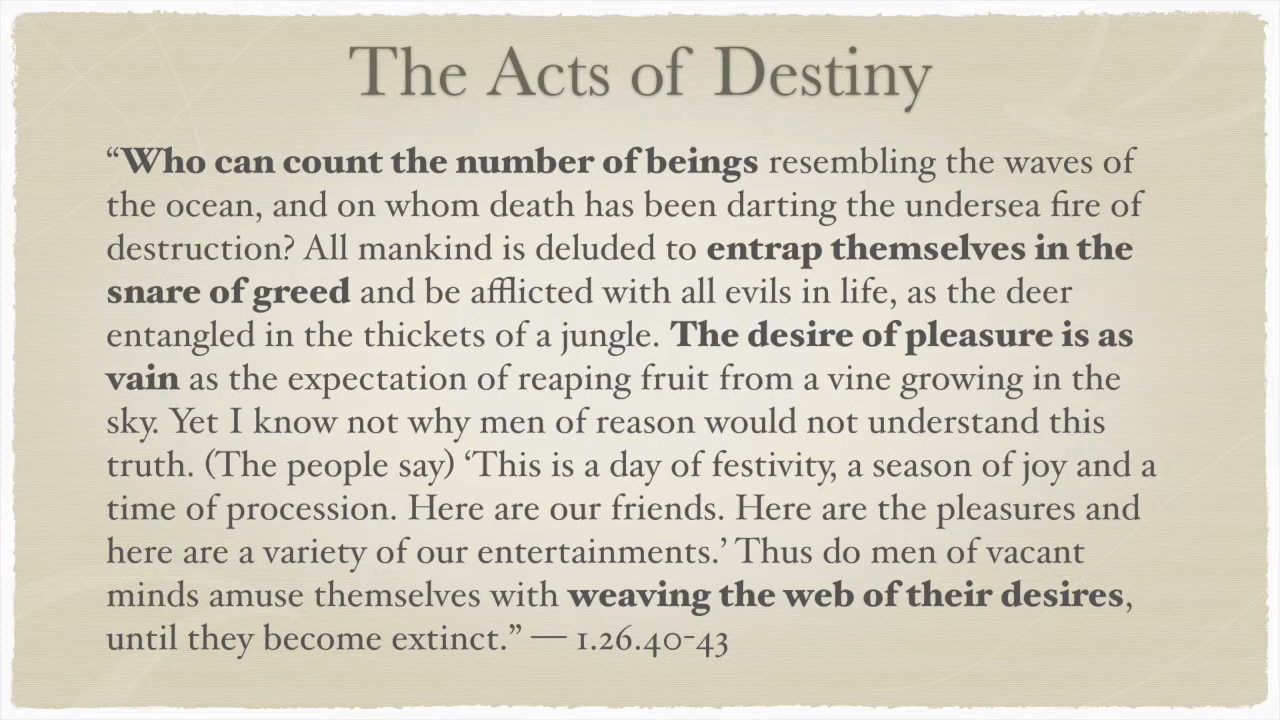 The Acts of Destiny
“Who can count the number of beings resembling the waves of
the ocean, and on whom death has been darting the undersea fire of
destruction? All mankind is deluded to entrap themselves in the
snare of greed and be afflicted with all evils in life, as the deer
entangled in the thickets of a jungle. The desire of pleasure is as
vain as the expectation of reaping fruit from a vine growing in the
sky. Yet I know not why men of reason would not understand this
truth. (The people say) ‘This is a day of festivity, a season of joy and a
time of procession. Here are our friends. Here are the pleasures and
here are a variety of our entertainments.’ Thus do men of vacant
minds amuse themselves with weaving the web of their desires,
until they become extinct.” — 1.26.40-43